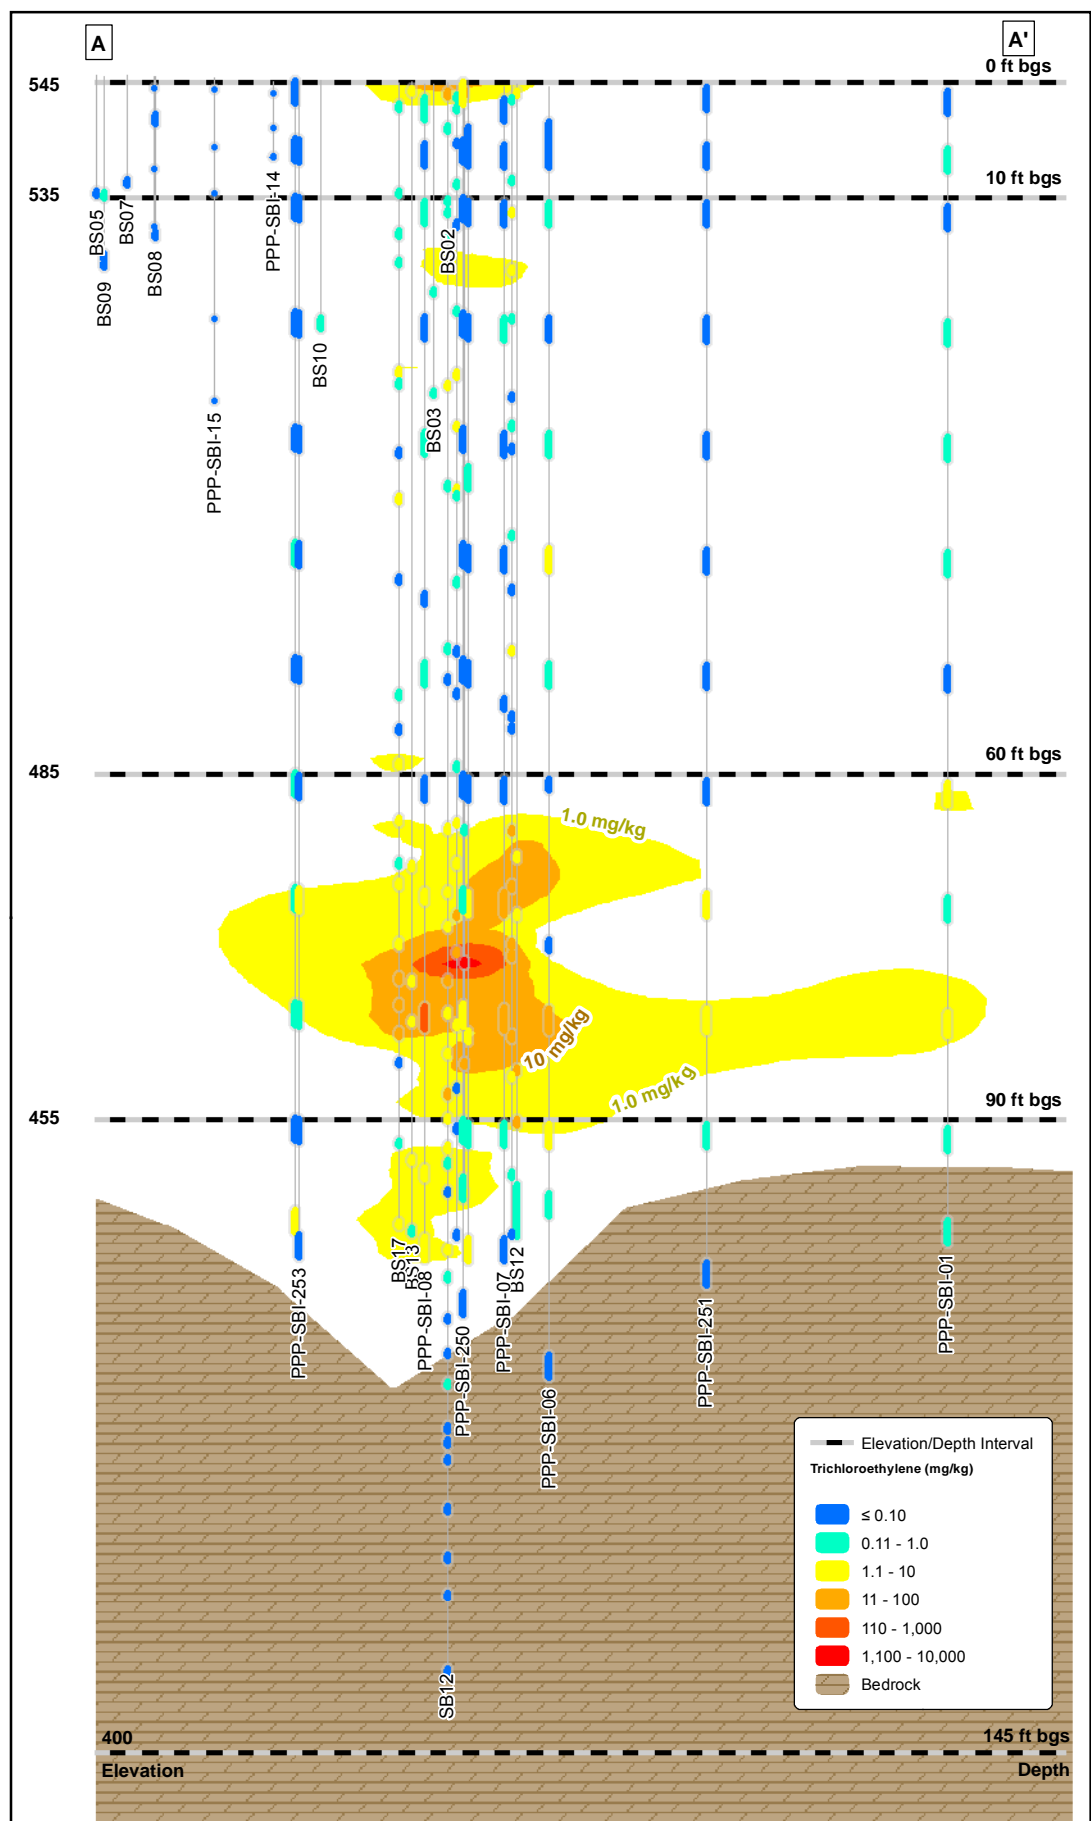 A
A'
545
0 ft bgs
535
10 ft bgs
BS05
BS09
BS07
BS08
PPP-SBI-15
PPP-SBI-14
BS10
BS02
BS03
485
60 ft bgs
1.0 mg/kg
10 mg/kg
1.0 mg/kg
455
90 ft bgs
PPP-SBI-253
BS17
BS13
PPP-SBI-08
PPP-SBI-250
PPP-SBI-07
BS12
PPP-SBI-06
PPP-SBI-251
PPP-SBI-01
SB12
Elevation/Depth Interval
Trichloroethylene (mg/kg)
≤ 0.10
0.11 - 1.0
1.1 - 10
11 - 100
110 - 1,000
1,100 - 10,000
Bedrock
400
145 ft bgs
Elevation
Depth